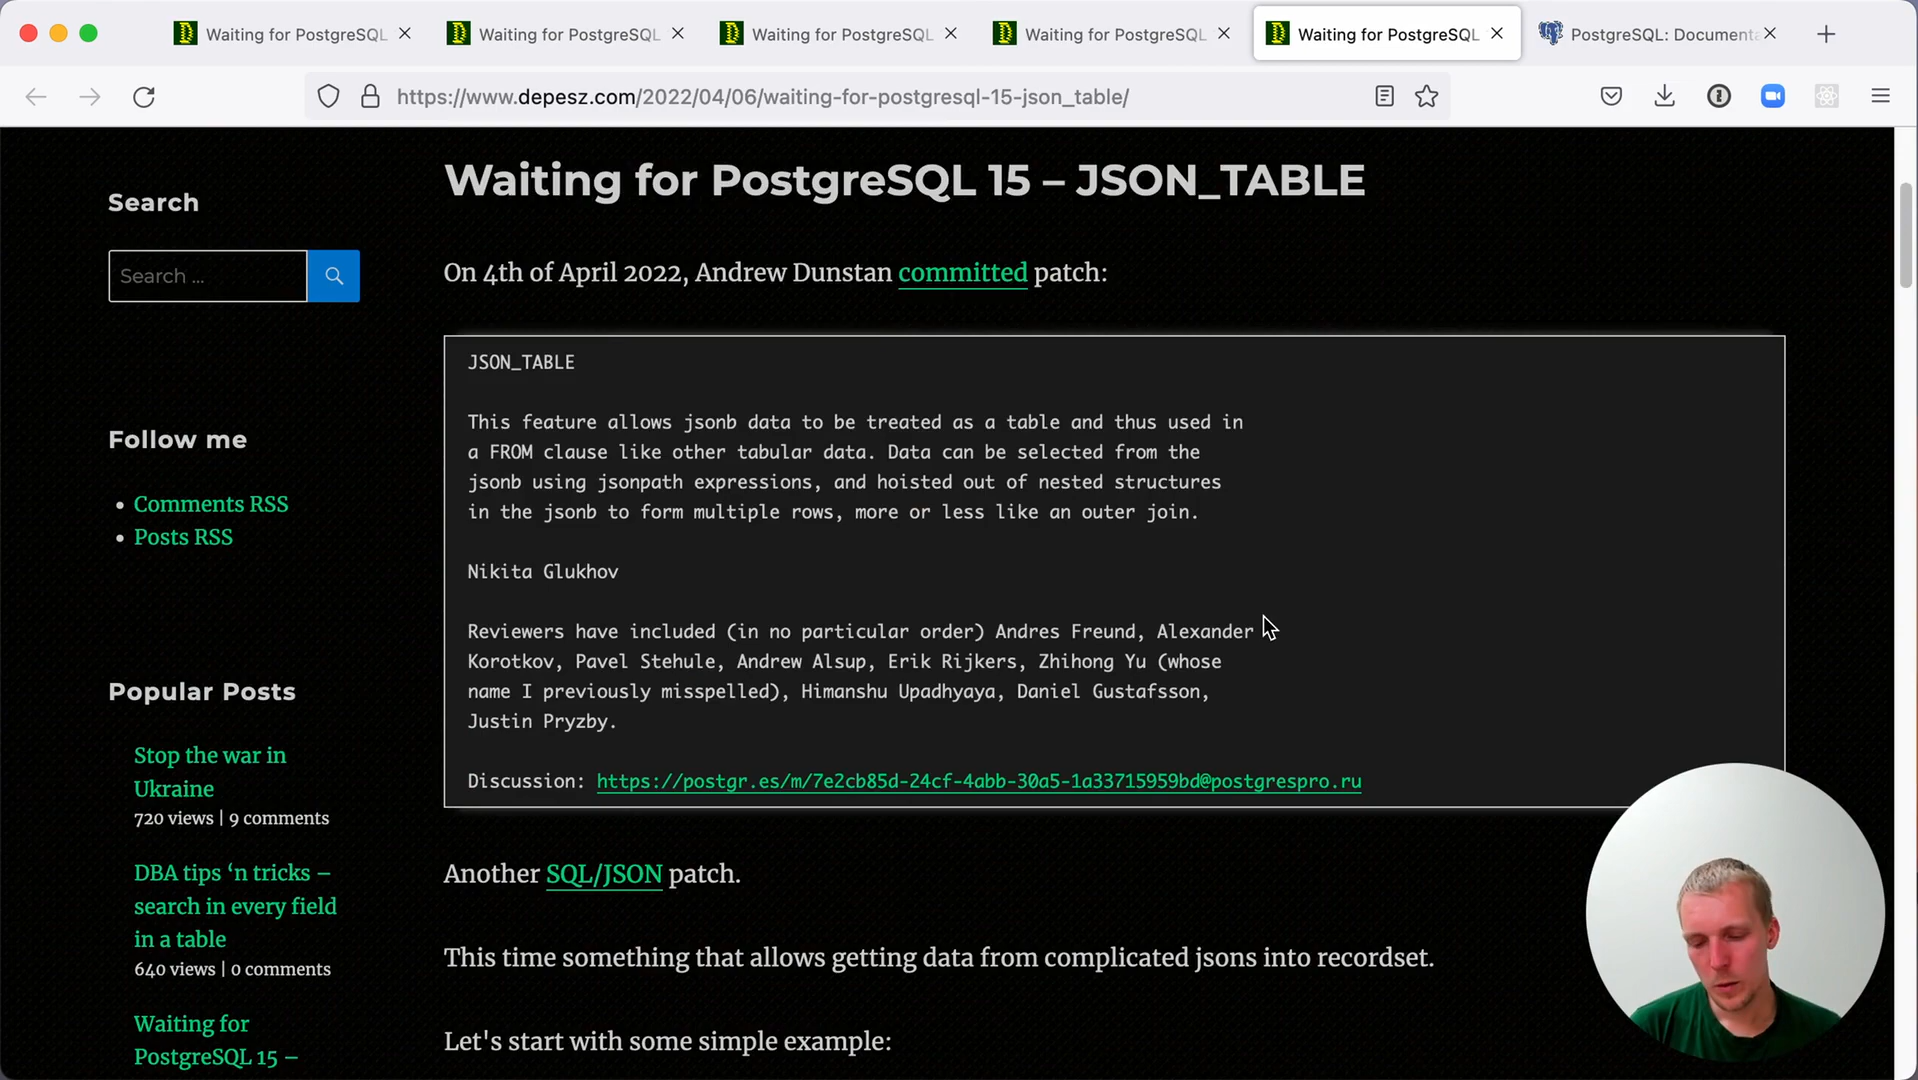 Waiting for PostgreSQL
Waiting for PostgreSQL
Waiting for PostgreSQL
Waiting for PostgreSQL
Waiting for PostgreSQL
PostgreSQL: Documenta
https://www.depesz.com/2022/04/06/waiting-for-postgresql-15-json_table/
Search
Search ...
Follow me
Comments RSS
Posts RSS
Popular Posts
Stop the war in
Ukraine
720 views | 9 comments
DBA tips ‘n tricks –
search in every field
in a table
640 views | 0 comments
Waiting for
PostgreSQL 15 –
Waiting for PostgreSQL 15 – JSON_TABLE
On 4th of April 2022, Andrew Dunstan committed patch:
JSON_TABLE
This feature allows jsonb data to be treated as a table and thus used in
a FROM clause like other tabular data. Data can be selected from the
jsonb using jsonpath expressions, and hoisted out of nested structures
in the jsonb to form multiple rows, more or less like an outer join.
Nikita Glukhov
Reviewers have included (in no particular order) Andres Freund, Alexander
Korotkov, Pavel Stehule, Andrew Alsup, Erik Rijkers, Zhihong Yu (whose
name I previously misspelled), Himanshu Upadhyaya, Daniel Gustafsson,
Justin Pryzby.
Discussion: https://postgr.es/m/7e2cb85d-24cf-4abb-30a5-1a33715959bd@postgrespro.ru
Another SQL/JSON patch.
This time something that allows getting data from complicated jsons into recordset.
Let's start with some simple example: